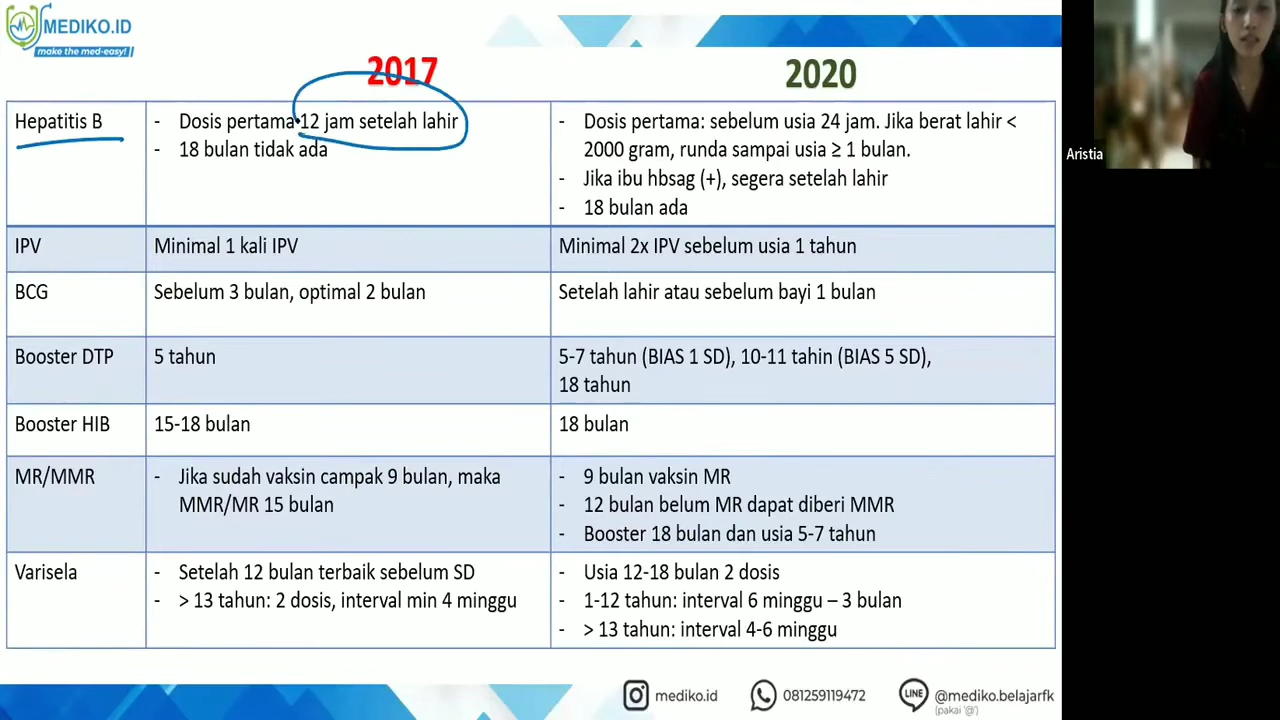 MEDIKO.ID
make the med-easy!
2017
2020
Hepatitis B
- Dosis pertama 12 jam setelah lahir
- 18 bulan tidak ada
- Dosis pertama: sebelum usia 24 jam. Jika berat lahir <
2000 gram, runda sampai usia ≥ 1 bulan.
- Jika ibu hbsag (+), segera setelah lahir
- 18 bulan ada
IPV
Minimal 1 kali IPV
Minimal 2x IPV sebelum usia 1 tahun
BCG
Sebelum 3 bulan, optimal 2 bulan
Setelah lahir atau sebelum bayi 1 bulan
Booster DTP
5 tahun
5-7 tahun (BIAS 1 SD), 10-11 tahin (BIAS 5 SD),
18 tahun
Booster HIB
15-18 bulan
18 bulan
MR/MMR
- Jika sudah vaksin campak 9 bulan, maka
MMR/MR 15 bulan
- 9 bulan vaksin MR
- 12 bulan belum MR dapat diberi MMR
- Booster 18 bulan dan usia 5-7 tahun
Varisela
- Setelah 12 bulan terbaik sebelum SD
- > 13 tahun: 2 dosis, interval min 4 minggu
- Usia 12-18 bulan 2 dosis
- 1-12 tahun: interval 6 minggu – 3 bulan
- > 13 tahun: interval 4-6 minggu
mediko.id
081259119472
LINE
@mediko.belajarfk
(pakai '@')
Aristia